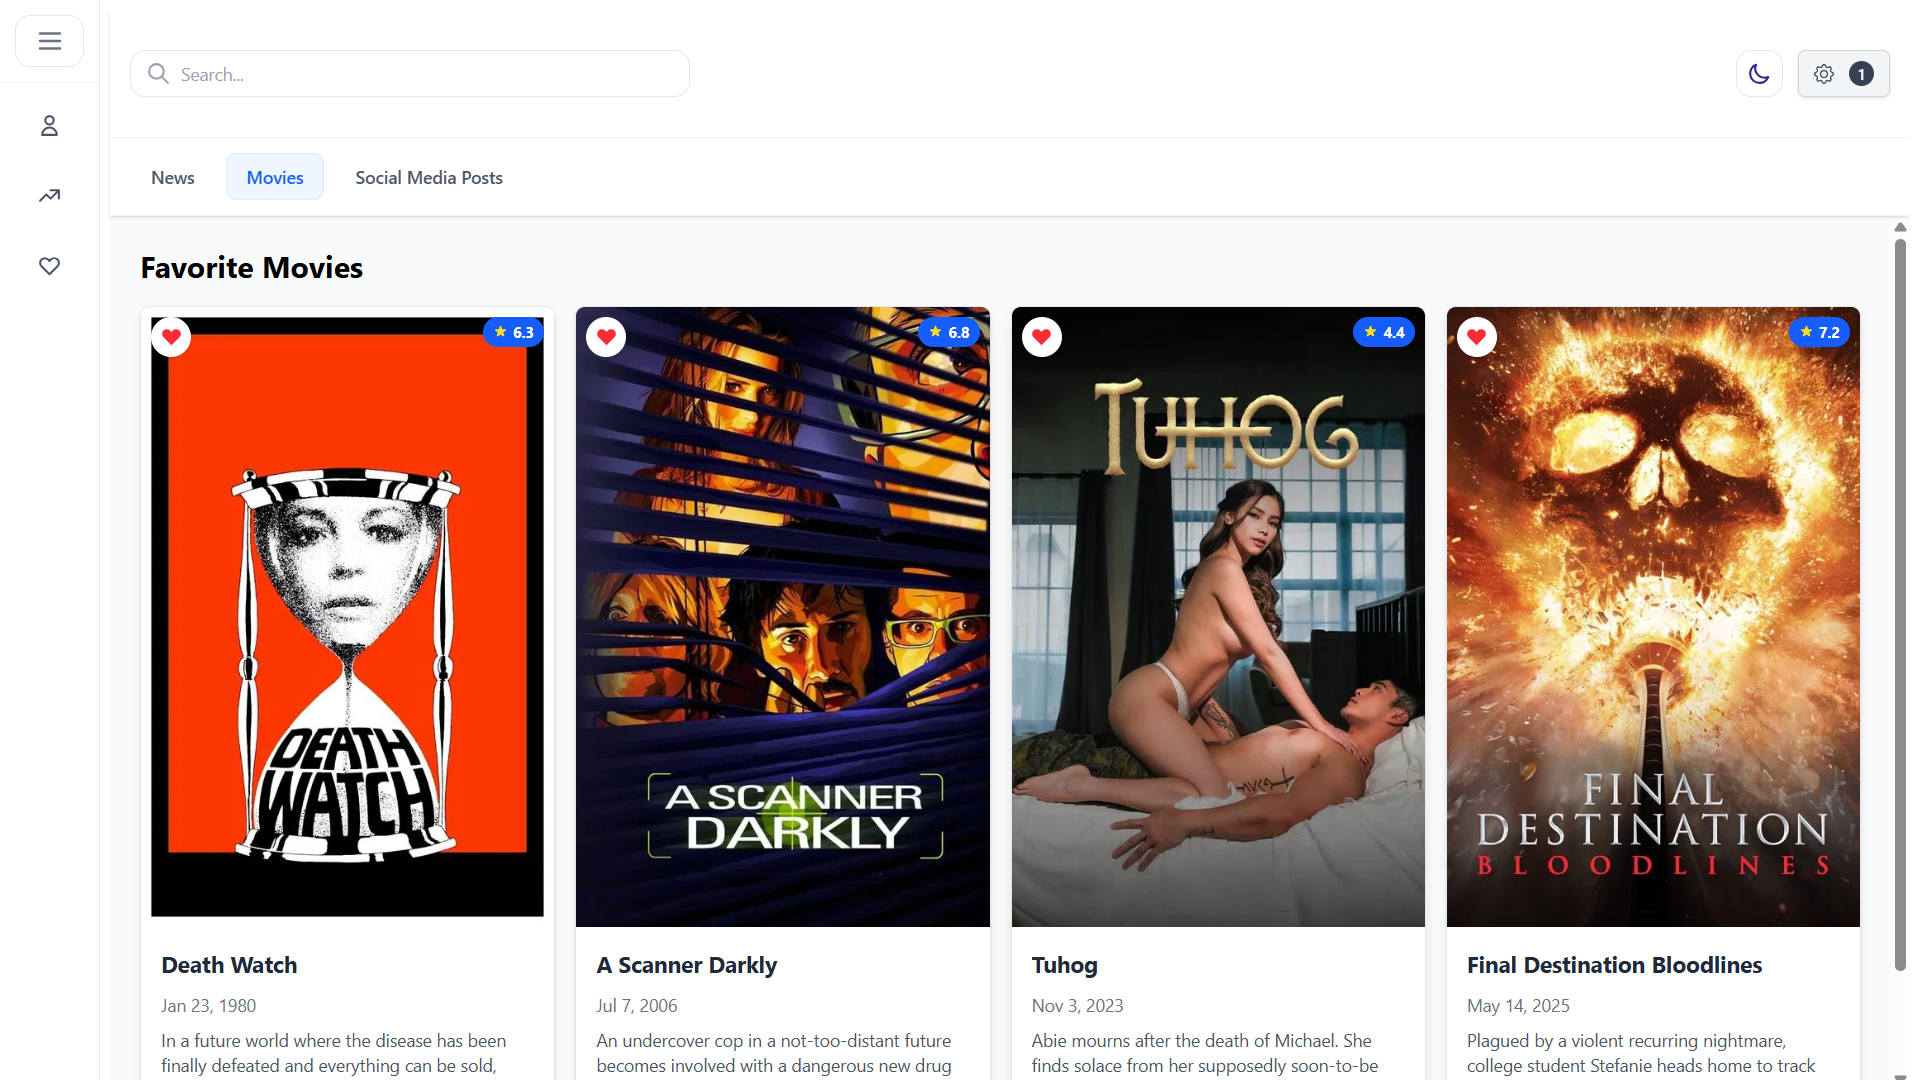 Search...
1
News
Movies
Social Media Posts
Favorite Movies
6.3
DEATH
WATCH
Death Watch
Jan 23, 1980
In a future world where the disease has been
finally defeated and everything can be sold,
6.8
A SCANNER
DARKLY
A Scanner Darkly
Jul 7, 2006
An undercover cop in a not-too-distant future
becomes involved with a dangerous new drug
4.4
TUHOG
Tuhog
Nov 3, 2023
Abie mourns after the death of Michael. She
finds solace from her supposedly soon-to-be
7.2
FINAL
DESTINATION
BLOODLINES
Final Destination Bloodlines
May 14, 2025
Plagued by a violent recurring nightmare,
college student Stefanie heads home to track